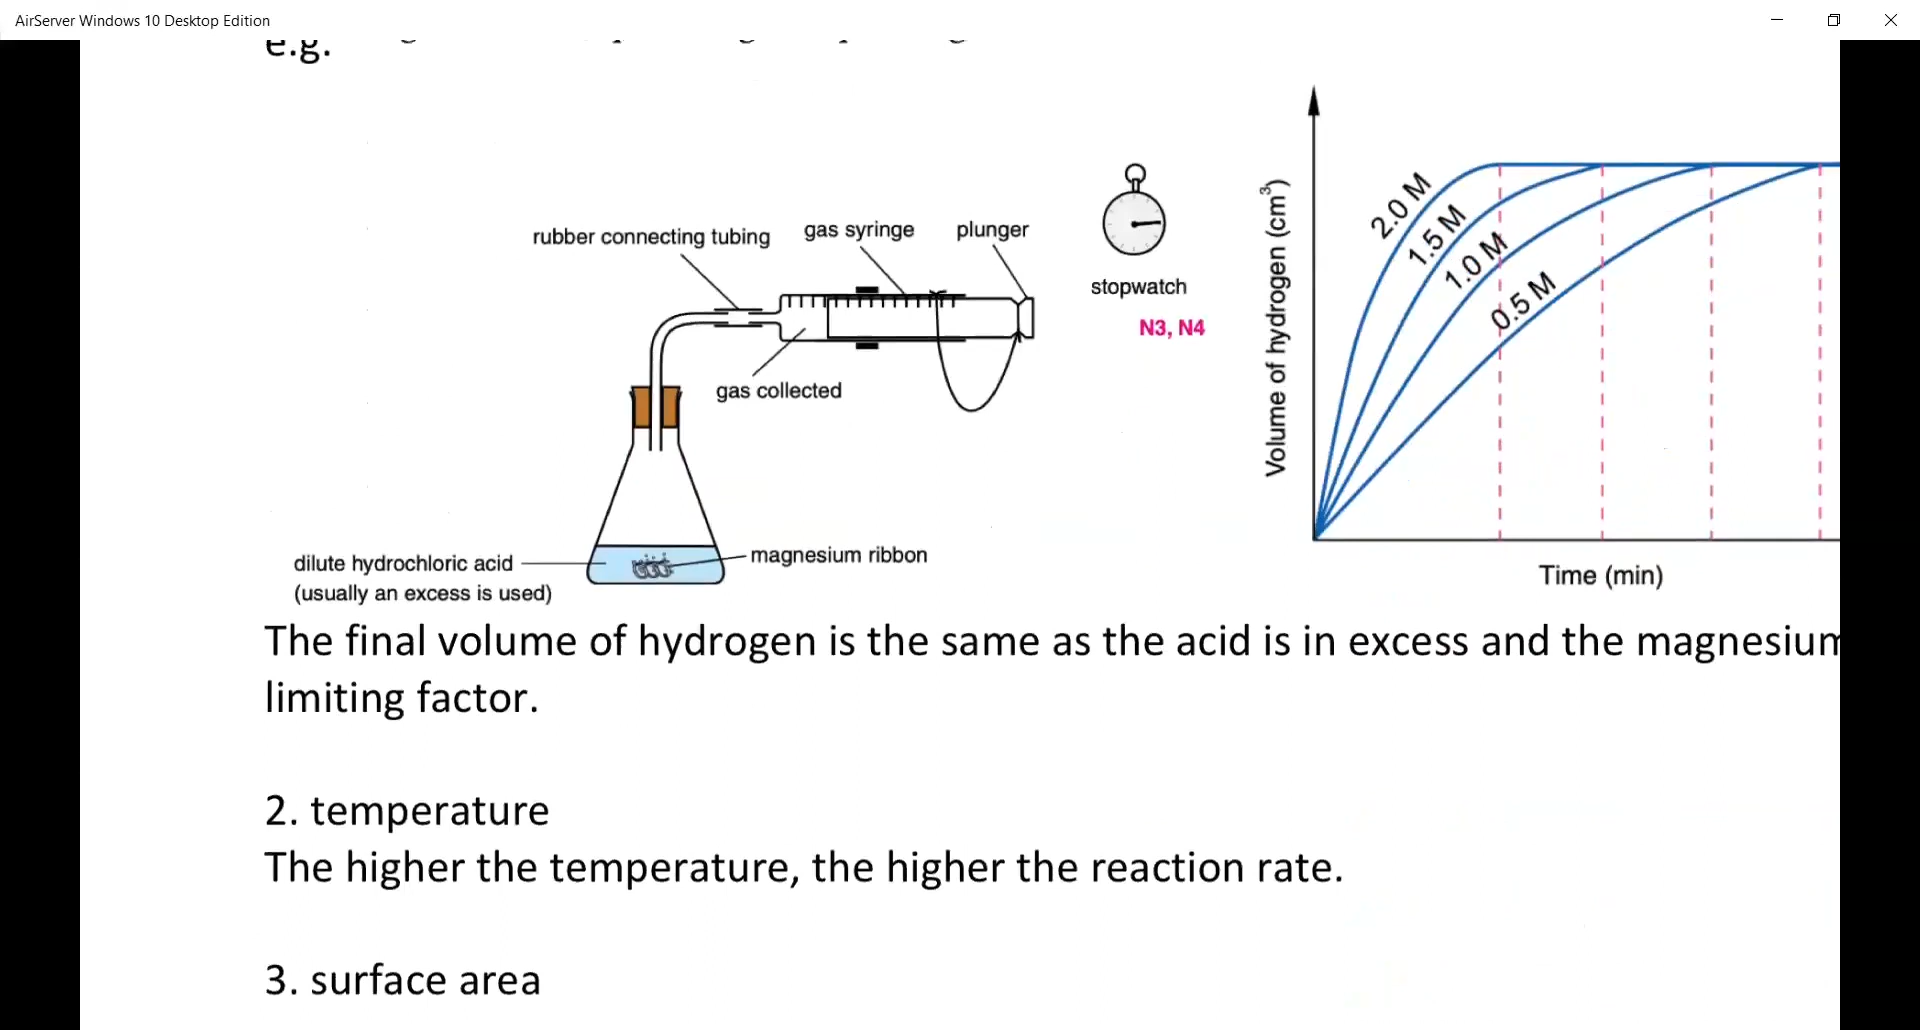 AirServer Windows 10 Desktop Edition
e.g.
rubber connecting tubing
gas syringe
plunger
stopwatch
N3, N4
gas collected
dilute hydrochloric acid
(usually an excess is used)
magnesium ribbon
Volume of hydrogen (cm³)
2.0 M
1.5 M
1.0 M
0.5 M
Time (min)
The final volume of hydrogen is the same as the acid is in excess and the magnesium
limiting factor.
2. temperature
The higher the temperature, the higher the reaction rate.
3. surface area